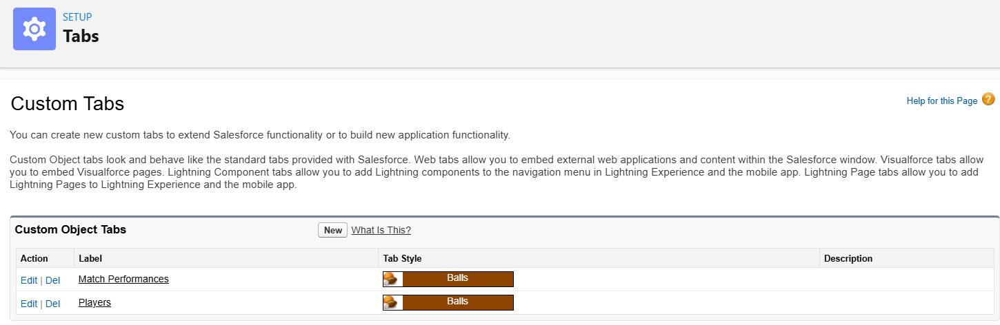 SETUP
Tabs
Custom Tabs
Help for this Page ?
You can create new custom tabs to extend Salesforce functionality or to build new application functionality.
Custom Object tabs look and behave like the standard tabs provided with Salesforce. Web tabs allow you to embed external web applications and content within the Salesforce window. Visualforce tabs allow
you to embed Visualforce pages. Lightning Component tabs allow you to add Lightning components to the navigation menu in Lightning Experience and the mobile app. Lightning Page tabs allow you to add
Lightning Pages to Lightning Experience and the mobile app.
Custom Object Tabs New What Is This?
Action Label Tab Style Description
Edit | Del Match Performances Balls
Edit | Del Players Balls